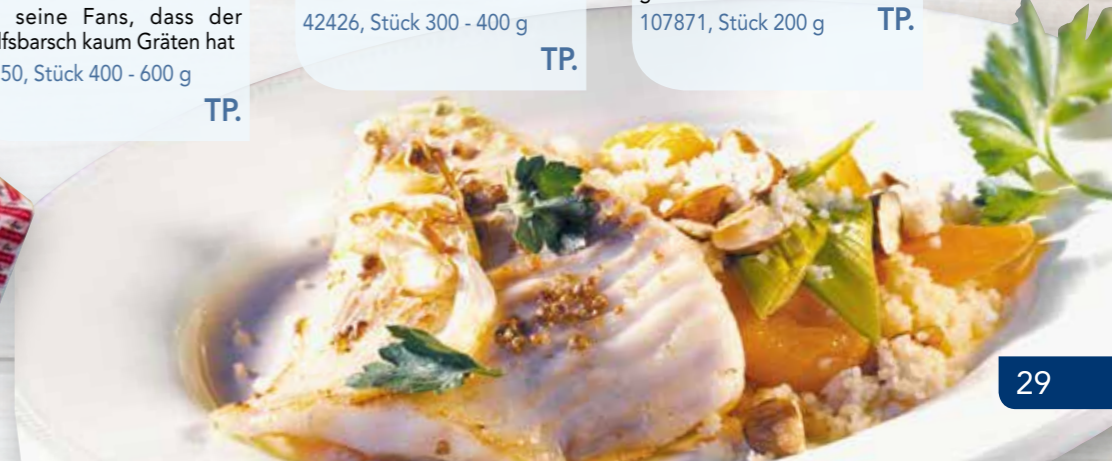 seine Fans, dass der
lfsbarsch kaum Gräten hat
50, Stück 400 - 600 g
TP.
42426, Stück 300 - 400 g
TP.
107871, Stück 200 g
TP.
29